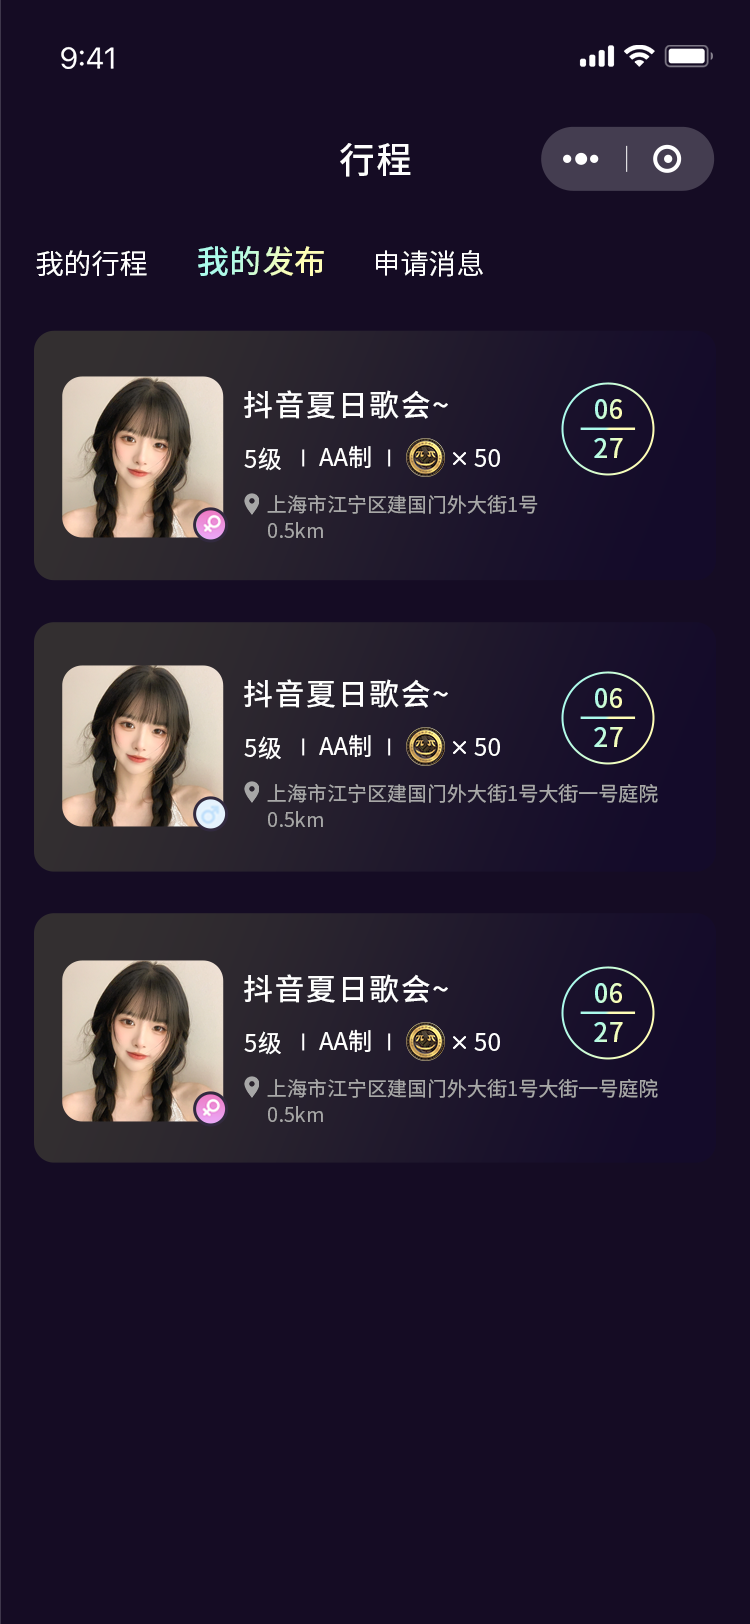 9:41
行程
我的行程 我的发布 申请消息
抖音夏日歌会~
06
27
5级 | AA制 | × 50
上海市江宁区建国门外大街1号
0.5km
抖音夏日歌会~
06
27
5级 | AA制 | × 50
上海市江宁区建国门外大街1号大街一号庭院
0.5km
抖音夏日歌会~
06
27
5级 | AA制 | × 50
上海市江宁区建国门外大街1号大街一号庭院
0.5km